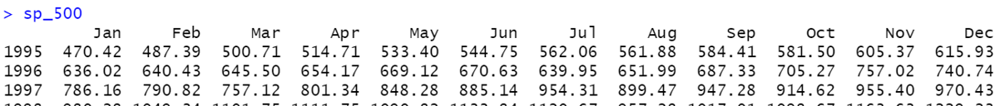 > sp_500
Jan Feb Mar Apr May Jun Jul Aug Sep Oct Nov Dec
1995 470.42 487.39 500.71 514.71 533.40 544.75 562.06 561.88 584.41 581.50 605.37 615.93
1996 636.02 640.43 645.50 654.17 669.12 670.63 639.95 651.99 687.33 705.27 757.02 740.74
1997 786.16 790.82 757.12 801.34 848.28 885.14 954.31 899.47 947.28 914.62 955.40 970.43